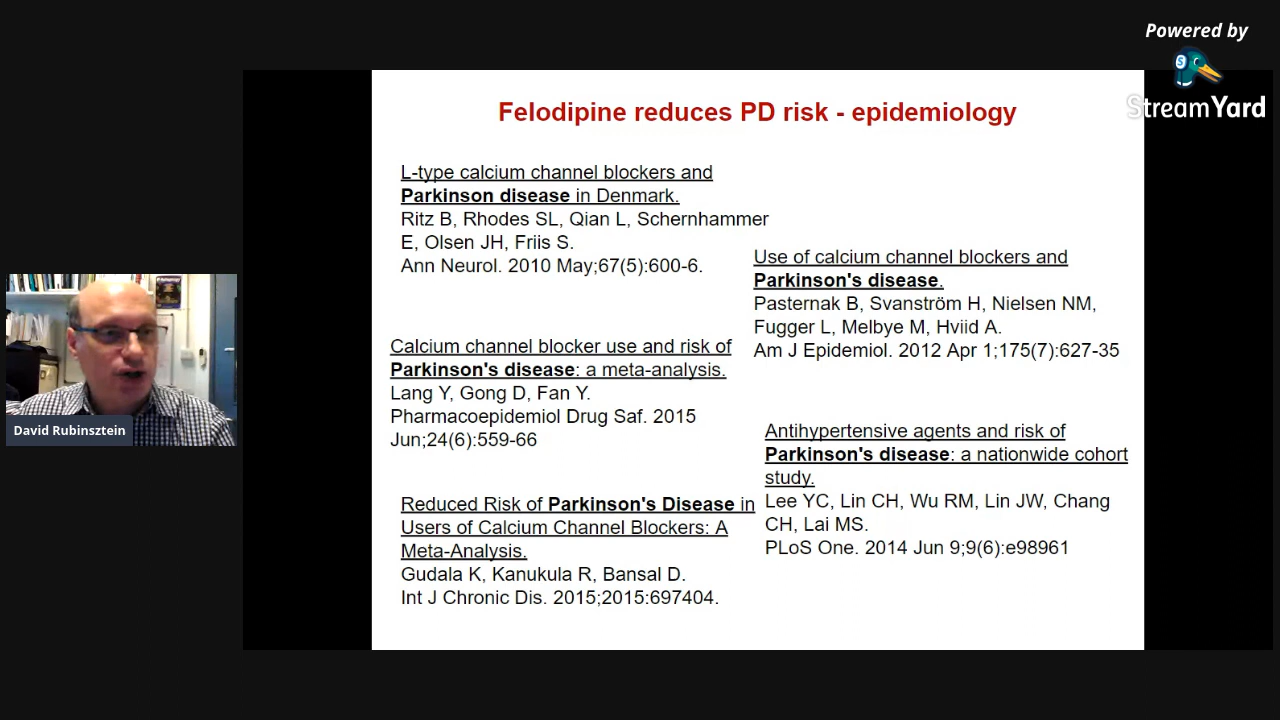 Powered by
StreamYard
Felodipine reduces PD risk - epidemiology
L-type calcium channel blockers and
Parkinson disease in Denmark.
Ritz B, Rhodes SL, Qian L, Schernhammer
E, Olsen JH, Friis S.
Ann Neurol. 2010 May;67(5):600-6.
Use of calcium channel blockers and
Parkinson's disease.
Pasternak B, Svanström H, Nielsen NM,
Fugger L, Melbye M, Hviid A.
Am J Epidemiol. 2012 Apr 1;175(7):627-35
Calcium channel blocker use and risk of
Parkinson's disease: a meta-analysis.
Lang Y, Gong D, Fan Y.
Pharmacoepidemiol Drug Saf. 2015
Jun;24(6):559-66
Antihypertensive agents and risk of
Parkinson's disease: a nationwide cohort
study.
Lee YC, Lin CH, Wu RM, Lin JW, Chang
CH, Lai MS.
PLoS One. 2014 Jun 9;9(6):e98961
Reduced Risk of Parkinson's Disease in
Users of Calcium Channel Blockers: A
Meta-Analysis.
Gudala K, Kanukula R, Bansal D.
Int J Chronic Dis. 2015;2015:697404.
David Rubinsztein